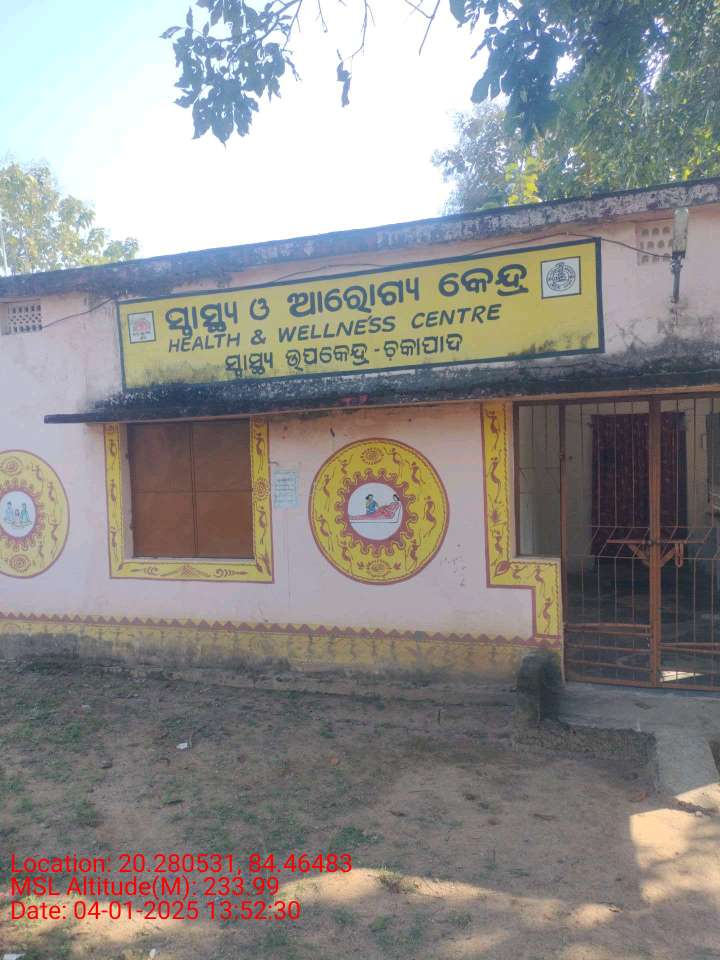 ସ୍ୱାସ୍ଥ୍ୟ ଓ ଆରୋଗ୍ୟ କେନ୍ଦ୍ର
HEALTH & WELLNESS CENTRE
ସ୍ୱାସ୍ଥ୍ୟ ଉପକେନ୍ଦ୍ର - ଚକାପାଦ
Location: 20.280531, 84.46483
MSL Altitude(M): 233.99
Date: 04-01-2025 13:52:30